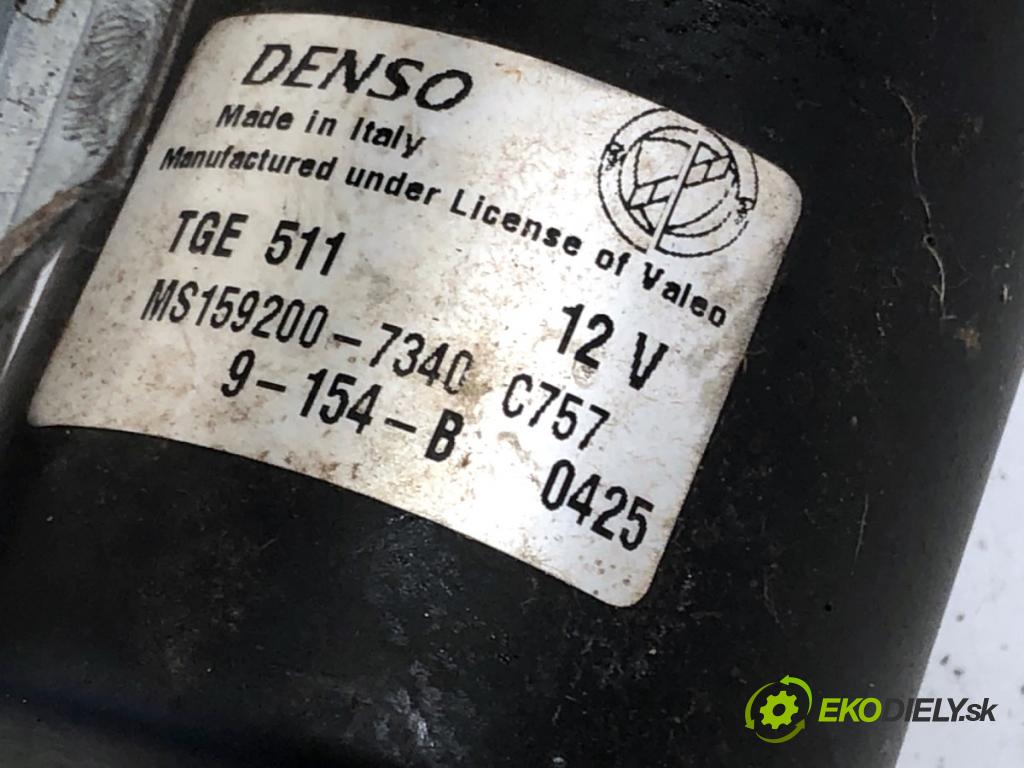 DENSO
Made in Italy
Manufactured under License of Valeo
TGE 511 12 V
MS159200-7340 C757
9-154-B 0425
EKODIELY.sk